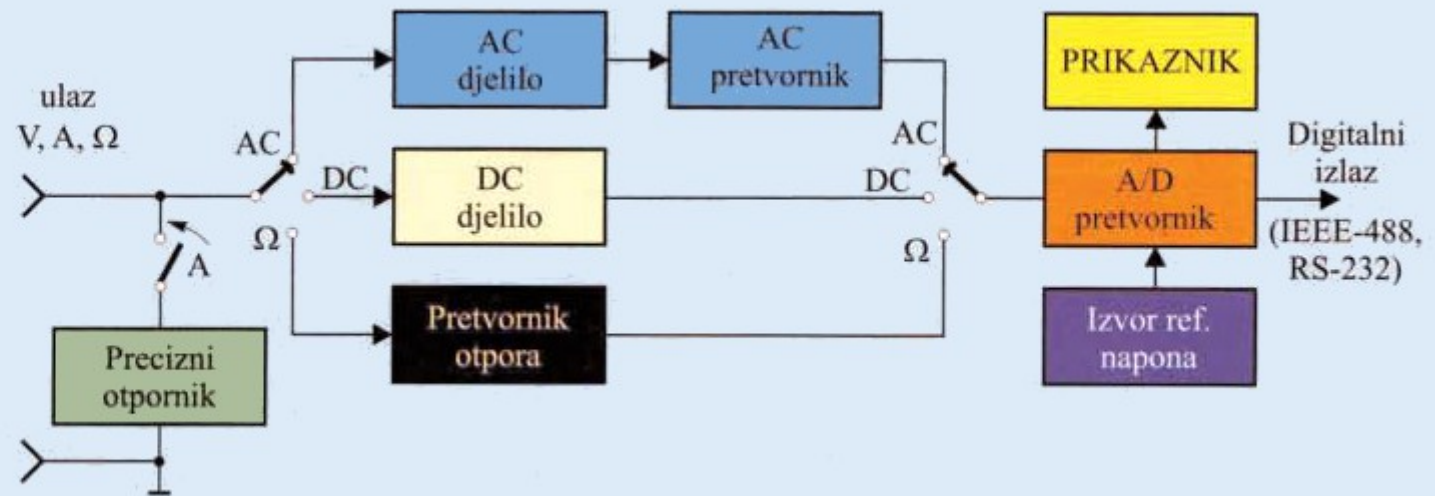 ulaz
V, A, Ω
AC
DC
Ω
A
Precizni
otpornik
AC
djelilo
AC
pretvornik
DC
djelilo
Pretvornik
otpora
AC
DC
Ω
PRIKAZNIK
A/D
pretvornik
Izvor ref.
napona
Digitalni
izlaz
(IEEE-488,
RS-232)